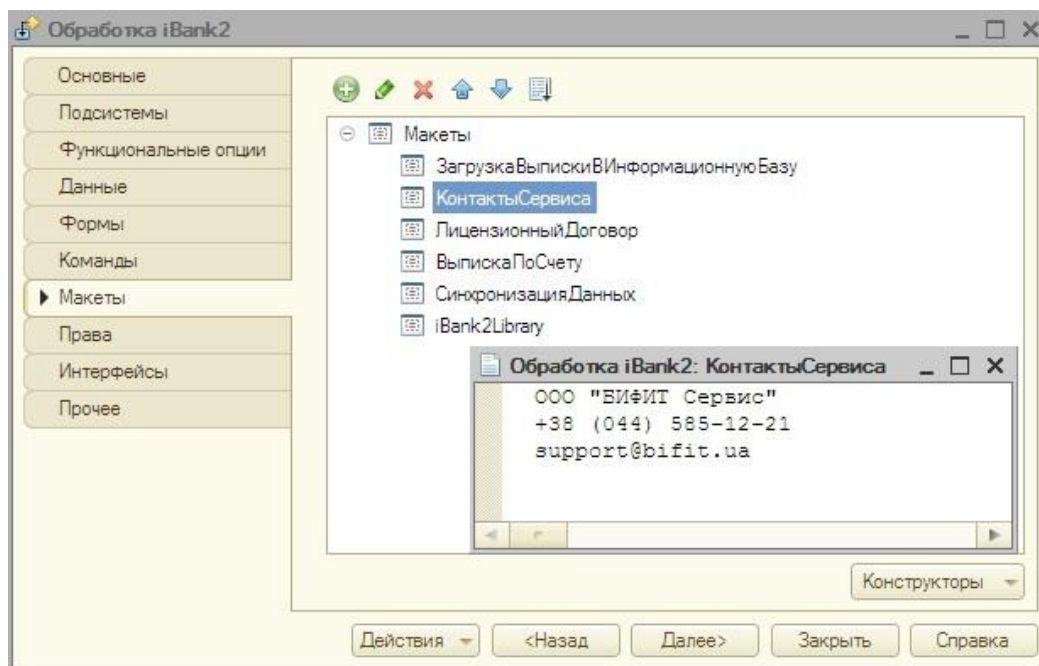 Обработка iBank2
Основные
Подсистемы
Функциональные опции
Данные
Формы
Команды
Макеты
Права
Интерфейсы
Прочее
Макеты
ЗагрузкаВыпискиВИнформационнуюБазу
КонтактыСервиса
ЛицензионныйДоговор
ВыпискаПоСчету
СинхронизацияДанных
iBank2Library
Обработка iBank2: КонтактыСервиса
ООО "БИФИТ Сервис"
+38 (044) 585-12-21
support@bifit.ua
Конструкторы
Действия
<Назад
Далее>
Закрыть
Справка